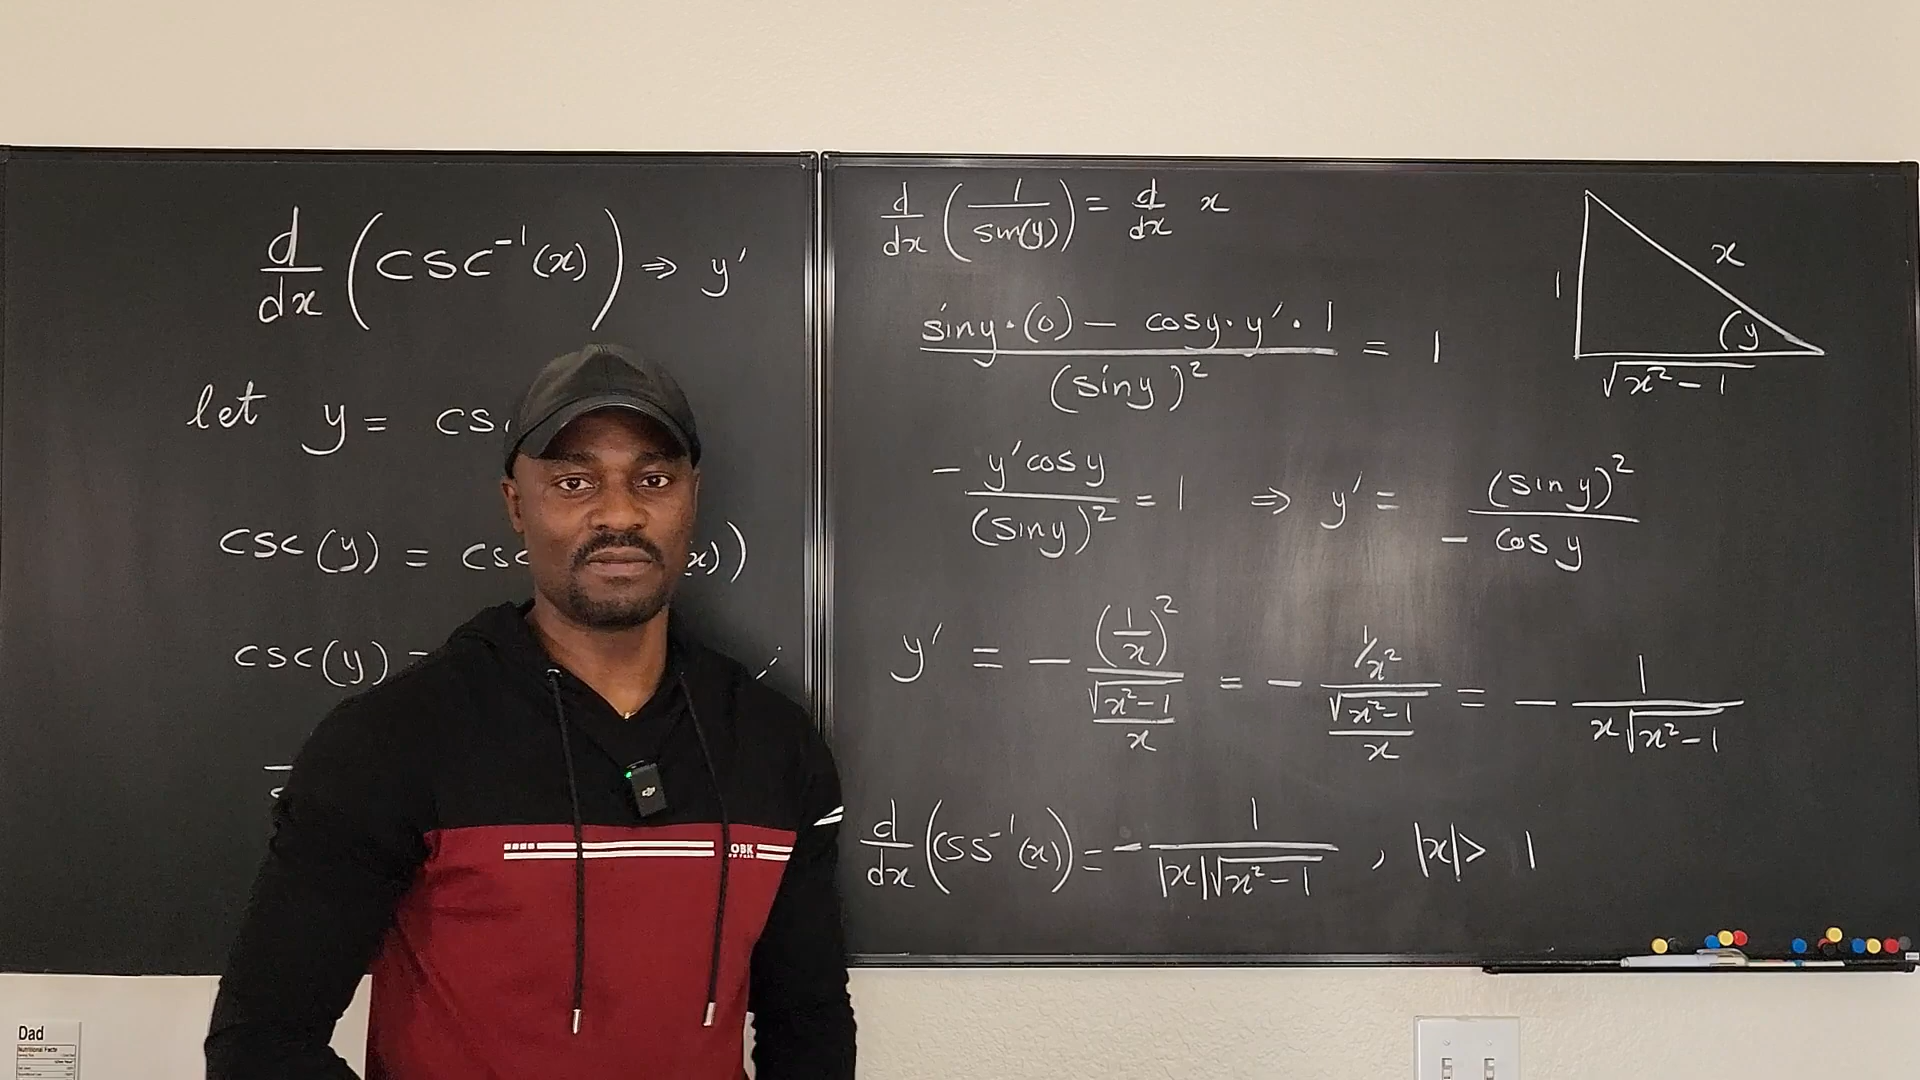 d/dx (csc⁻¹(x)) ⇒ y'
let y = cs
csc(y) = csc x))
csc(y) =
d/dx (1/sin(y)) = d/dx x
(siny·(0) − cosy·y'·1)/(siny)² = 1
− y'cosy/(siny)² = 1 ⇒ y' = (siny)²/−cosy
y' = − (1/x)²/(√(x²−1)/x) = − (1/x²)/(√(x²−1)/x) = − 1/(x√(x²−1))
d/dx (css⁻¹(x)) = − 1/(|x|√(x²−1)) , |x| > 1
1
x
(y
√(x²−1)
OBK
Dad
Nutritional Facts